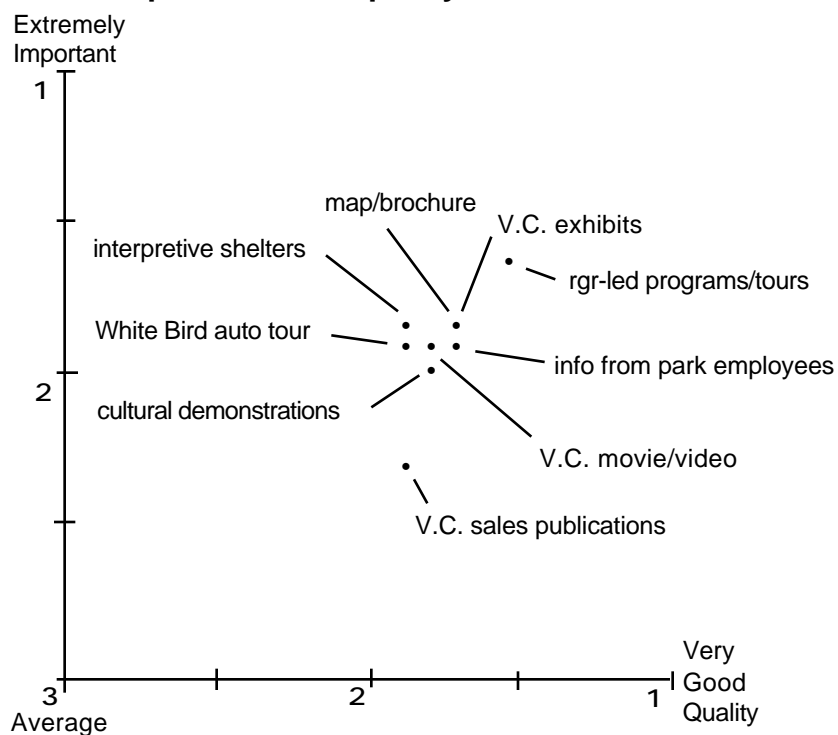 Extremely
Important
1
map/brochure
V.C. exhibits
interpretive shelters
rgr-led programs/tours
White Bird auto tour
info from park employees
2
cultural demonstrations
V.C. movie/video
V.C. sales publications
Very
Good
Quality
3
2
1
Average